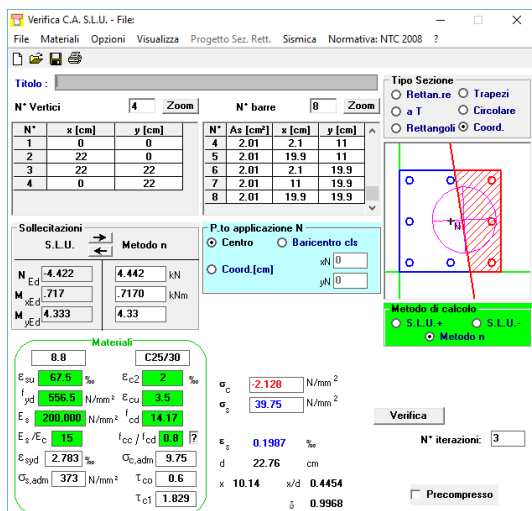 Verifica C.A. S.L.U. - File:
File Materiali Opzioni Visualizza Progetto Sez. Rett. Sismica Normativa: NTC 2008 ?
Titolo :
Tipo Sezione
Rettan.re Trapezi
a T Circolare
Rettangoli Coord.
N* Vertici 4 Zoom N* barre 8 Zoom
N* x [cm] y [cm]
1 0 0
2 22 0
3 22 22
4 0 22
N* As [cm²] x [cm] y [cm]
4 2.01 2.1 11
5 2.01 19.9 11
6 2.01 2.1 19.9
7 2.01 11 19.9
8 2.01 19.9 19.9
N
Sollecitazioni
S.L.U. Metodo n
N Ed -4.422 4.442 kN
M xEd .717 .7170 kNm
M yEd 4.333 4.33
P.to applicazione N
Centro Baricentro cls
Coord.[cm] xN 0
yN 0
Metodo di calcolo
S.L.U.+ S.L.U.-
Metodo n
Materiali
8.8 C25/30
εsu 67.5 ‰ εc2 2 ‰
fyd 556.5 N/mm² εcu 3.5
Es 200,000 N/mm² fcd 14.17
Es/Ec 15 fcc / fcd 0.8 ?
εsyd 2.783 ‰ σc,adm 9.75
σs,adm 373 N/mm² τco 0.6
τc1 1.829
σc -2.128 N/mm²
σs 39.75 N/mm²
εs 0.1987 ‰
d 22.76 cm
x 10.14 x/d 0.4454
δ 0.9968
Verifica
N* iterazioni: 3
Precompresso